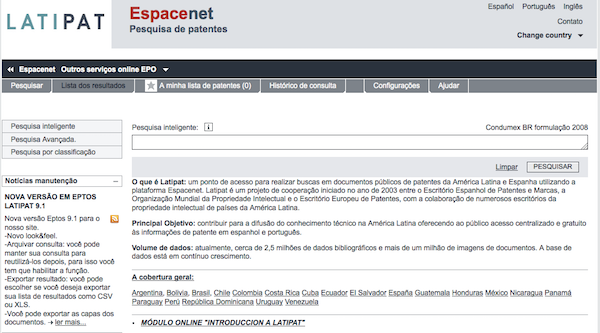 LATIPAT
Espacenet
Pesquisa de patentes
Español Português Inglês
Contato
Change country
Espacenet Outros serviços online EPO
Pesquisar Lista dos resultados A minha lista de patentes (0) Histórico de consulta Configurações Ajudar
Pesquisa inteligente
Pesquisa Avançada.
Pesquisa por classificação
Notícias manutenção
NOVA VERSÃO EM EPTOS
LATIPAT 9.1
Nova versão Eptos 9.1 para o
nosso site.
-Novo look&feel.
-Arquivar consulta: você pode
manter sua consulta para
reutilizá-los depois, para isso você
tem que habilitar a função.
-Exportar resultado: você pode
escolher se você deseja exportar
sua lista de resultados como CSV
ou XLS.
-Você pode exportar as capas dos
documentos. → ler mais...
Pesquisa inteligente: i Condumex BR formulação 2008
Limpar PESQUISAR
O que é Latipat: um ponto de acesso para realizar buscas em documentos públicos de patentes da América Latina e Espanha utilizando a
plataforma Espacenet. Latipat é um projeto de cooperação iniciado no ano de 2003 entre o Escritório Espanhol de Patentes e Marcas, a
Organização Mundial da Propriedade Intelectual e o Escritório Europeu de Patentes, com a colaboração de numerosos escritórios da
propriedade intelectual de países da América Latina.
Principal Objetivo: contribuir para a difusão do conhecimento técnico na América Latina oferecendo ao público acesso centralizado e gratuito
às informações de patente em espanhol e português.
Volume de dados: atualmente, cerca de 2,5 milhões de dados bibliográficos e mais de um milhão de imagens de documentos. A base de
dados está em contínuo crescimento.
A cobertura geral:
Argentina, Bolivia, Brasil, Chile Colombia Costa Rica Cuba Ecuador El Salvador España Guatemala Honduras México Nicaragua Panamá
Paraguay Perú República Dominicana Uruguay Venezuela
• MÓDULO ONLINE "INTRODUCCION A LATIPAT"